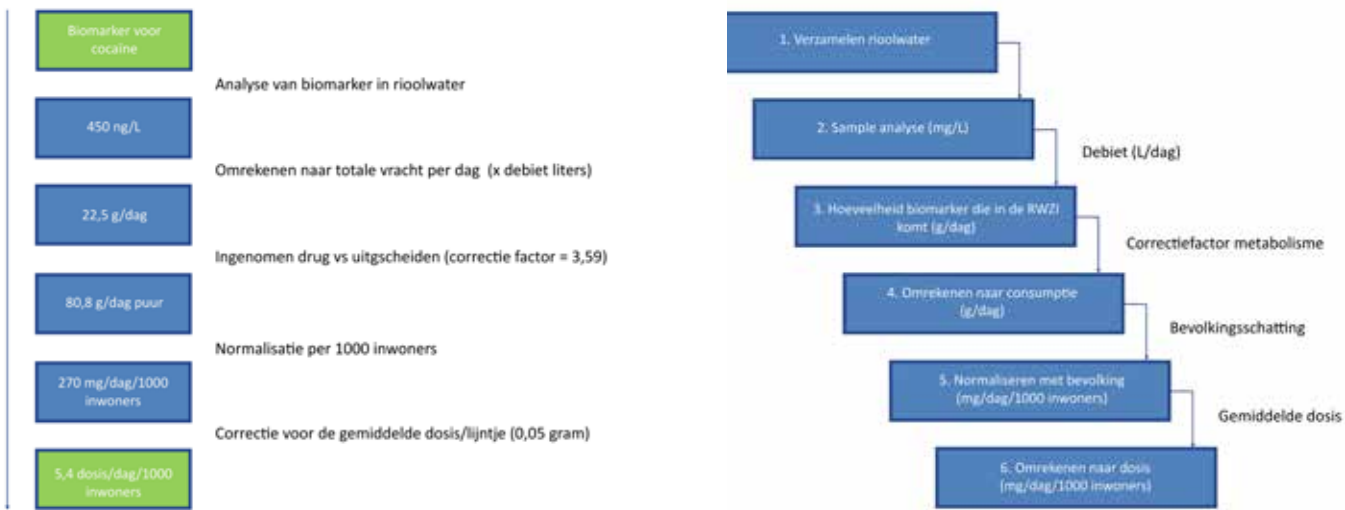 Biomarker voor
cocaïne
Analyse van biomarker in rioolwater
450 ng/L
Omrekenen naar totale vracht per dag (x debiet liters)
22,5 g/dag
Ingenomen drug vs uitgscheiden (correctie factor = 3,59)
80,8 g/dag puur
Normalisatie per 1000 inwoners
270 mg/dag/1000
inwoners
Correctie voor de gemiddelde dosis/lijntje (0,05 gram)
5,4 dosis/dag/1000
inwoners
1. Verzamelen rioolwater
2. Sample analyse (mg/L)
Debiet (L/dag)
3. Hoeveelheid biomarker die in de RWZI
komt (g/dag)
Correctiefactor metabolisme
4. Omrekenen naar consumptie
(g/dag)
Bevolkingsschatting
5. Normaliseren met bevolking
(mg/dag/1000 inwoners)
Gemiddelde dosis
6. Omrekenen naar dosis
(mg/dag/1000 inwoners)